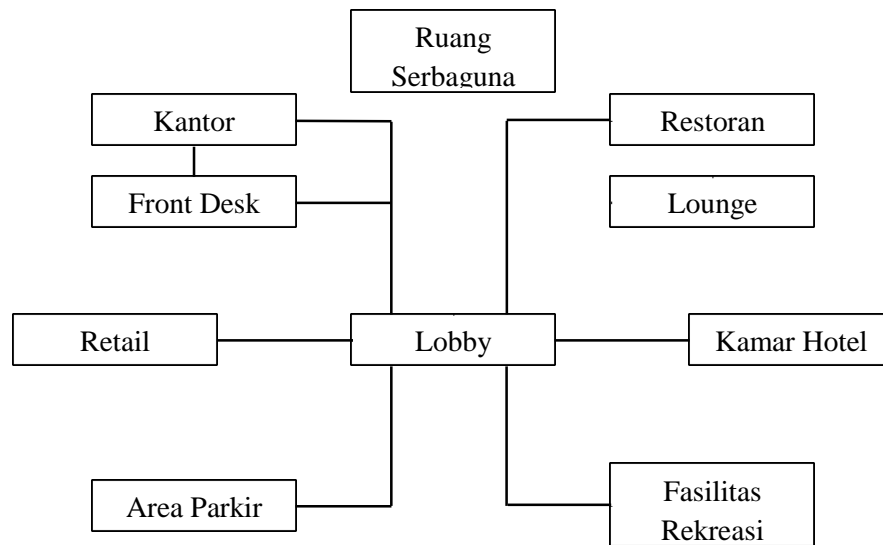 Ruang
Serbaguna
Kantor
Restoran
Front Desk
Lounge
Retail
Lobby
Kamar Hotel
Area Parkir
Fasilitas
Rekreasi